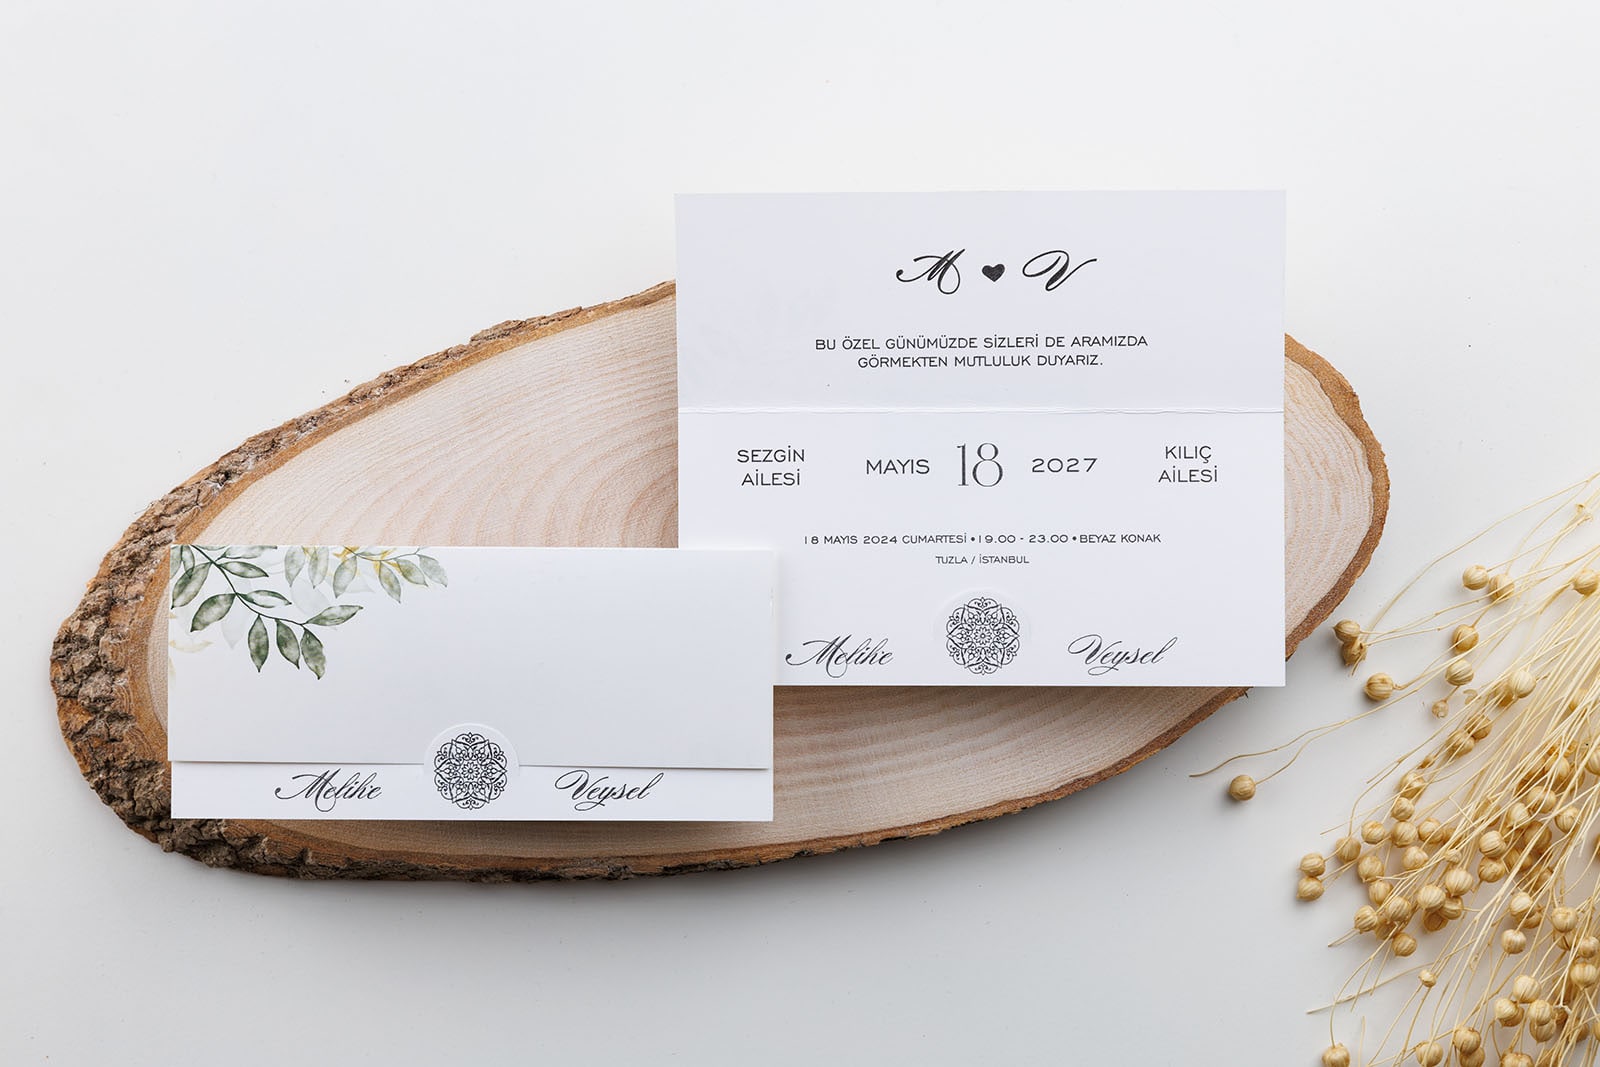 M ♥ V
BU ÖZEL GÜNÜMÜZDE SİZLERİ DE ARAMIZDA
GÖRMEKTEN MUTLULUK DUYARIZ.
SEZGİN
AİLESİ
MAYIS 18 2027
KILIÇ
AİLESİ
18 MAYIS 2024 CUMARTESİ • 19.00 - 23.00 • BEYAZ KONAK
TUZLA / İSTANBUL
Melike Veysel
Melike Veysel